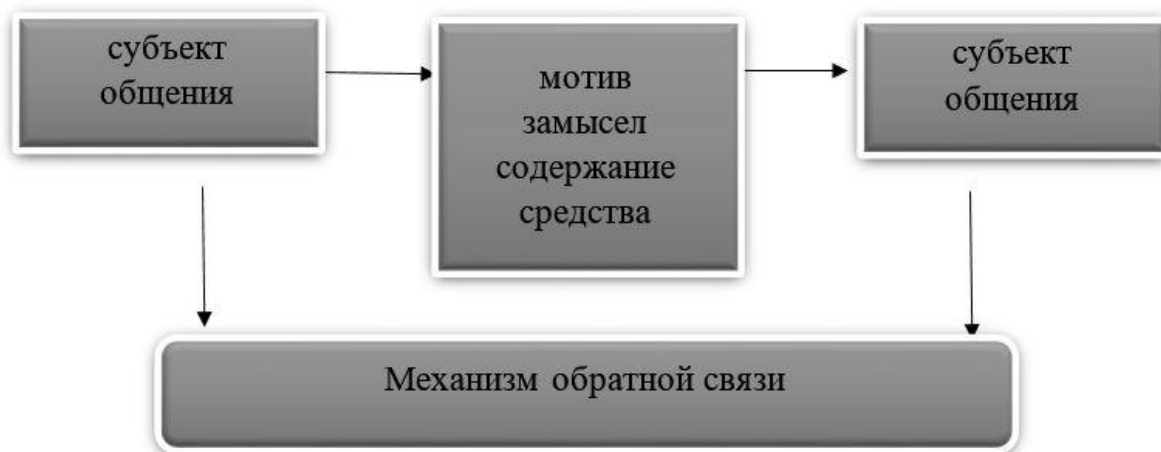 субъект
общения
мотив
замысел
содержание
средства
субъект
общения
Механизм обратной связи